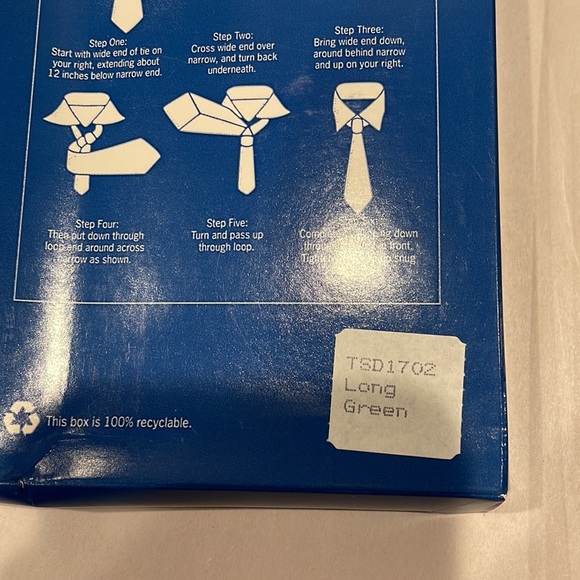 Step One:
Start with wide end of tie on
your right, extending about
12 inches below narrow end.
Step Two:
Cross wide end over
narrow, and turn back
underneath.
Step Three:
Bring wide end down,
around behind narrow
and up on your right.
Step Four:
Then put down through
loop and around across
narrow as shown.
Step Five:
Turn and pass up
through loop.
down
front.
snug
This box is 100% recyclable.
TSD1702
Long
Green